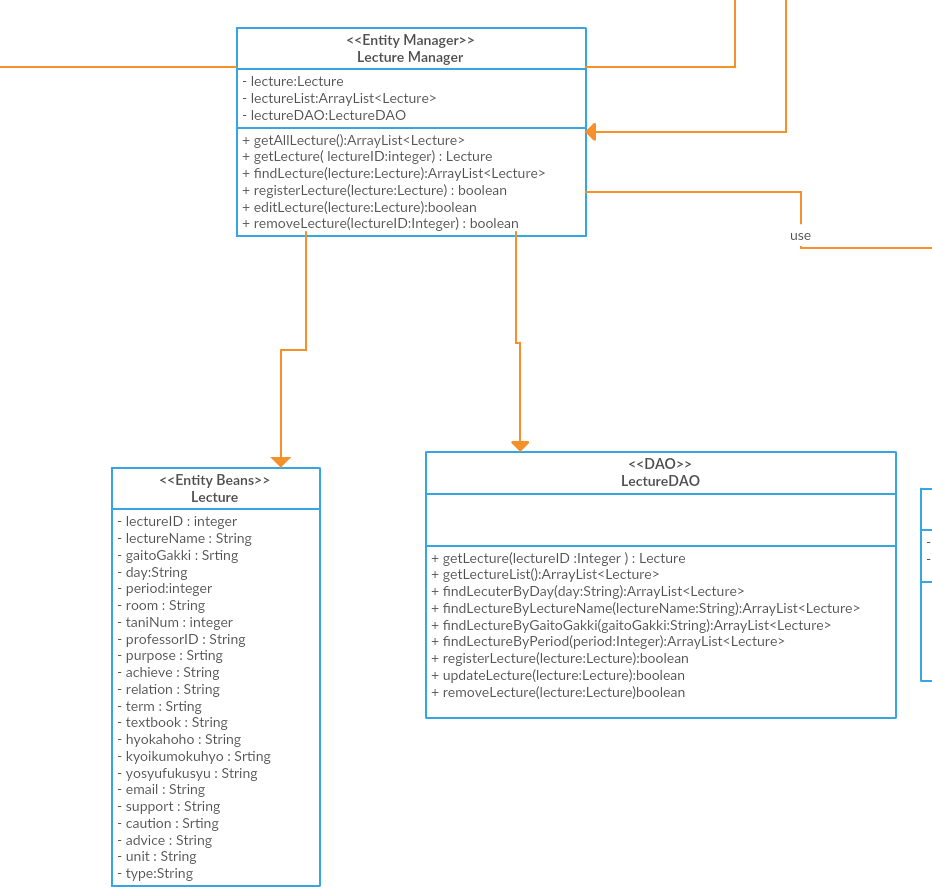 <<Entity Manager>>
Lecture Manager
- lecture:Lecture
- lectureList:ArrayList<Lecture>
- lectureDAO:LectureDAO
+ getAllLecture():ArrayList<Lecture>
+ getLecture( lectureID:integer) : Lecture
+ findLecture(lecture:Lecture):ArrayList<Lecture>
+ registerLecture(lecture:Lecture) : boolean
+ editLecture(lecture:Lecture):boolean
+ removeLecture(lectureID:Integer) : boolean
use
<<Entity Beans>>
Lecture
- lectureID : integer
- lectureName : String
- gaitoGakki : Srting
- day:String
- period:integer
- room : String
- taniNum : integer
- professorID : String
- purpose : Srting
- achieve : String
- relation : String
- term : Srting
- textbook : String
- hyokahoho : String
- kyoikumokuhyo : Srting
- yosyufukusyu : String
- email : String
- support : String
- caution : Srting
- advice : String
- unit : String
- type:String
<<DAO>>
LectureDAO
+ getLecture(lectureID :Integer ) : Lecture
+ getLectureList():ArrayList<Lecture>
+ findLecuterByDay(day:String):ArrayList<Lecture>
+ findLectureByLectureName(lectureName:String):ArrayList<Lecture>
+ findLectureByGaitoGakki(gaitoGakki:String):ArrayList<Lecture>
+ findLectureByPeriod(period:Integer):ArrayList<Lecture>
+ registerLecture(lecture:Lecture):boolean
+ updateLecture(lecture:Lecture):boolean
+ removeLecture(lecture:Lecture)boolean
-
-